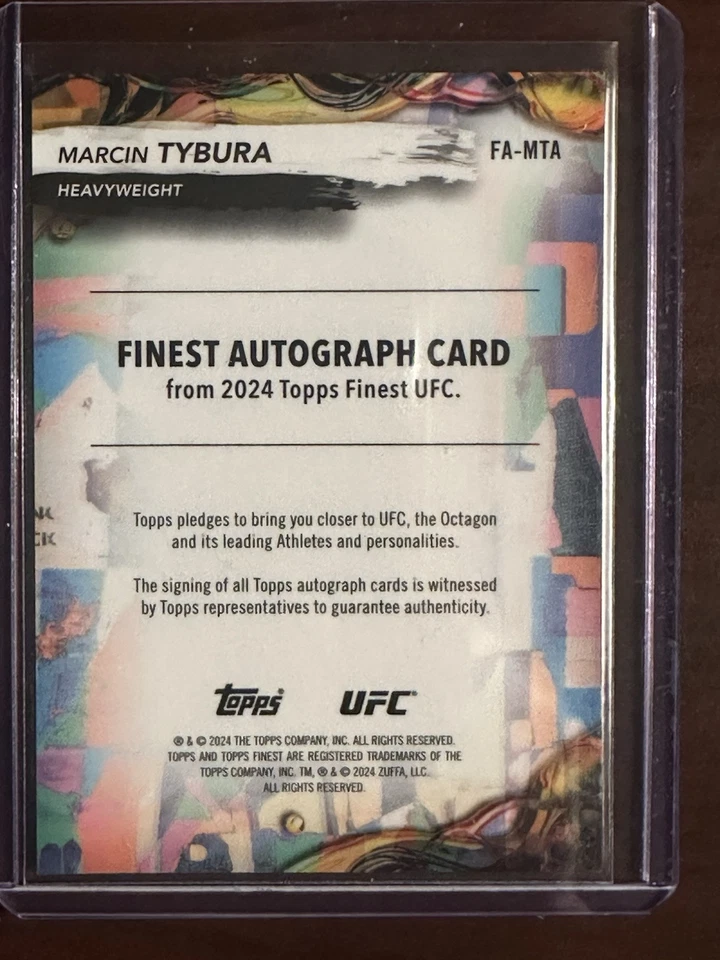 MARCIN TYBURA
FA-MTA
HEAVYWEIGHT
FINEST AUTOGRAPH CARD
from 2024 Topps Finest UFC.
Topps pledges to bring you closer to UFC, the Octagon
and its leading Athletes and personalities.
The signing of all Topps autograph cards is witnessed
by Topps representatives to guarantee authenticity.
topps® UFC®
® & © 2024 THE TOPPS COMPANY, INC. ALL RIGHTS RESERVED.
TOPPS AND TOPPS FINEST ARE REGISTERED TRADEMARKS OF THE
TOPPS COMPANY, INC. TM, ® & © 2024 ZUFFA, LLC.
ALL RIGHTS RESERVED.